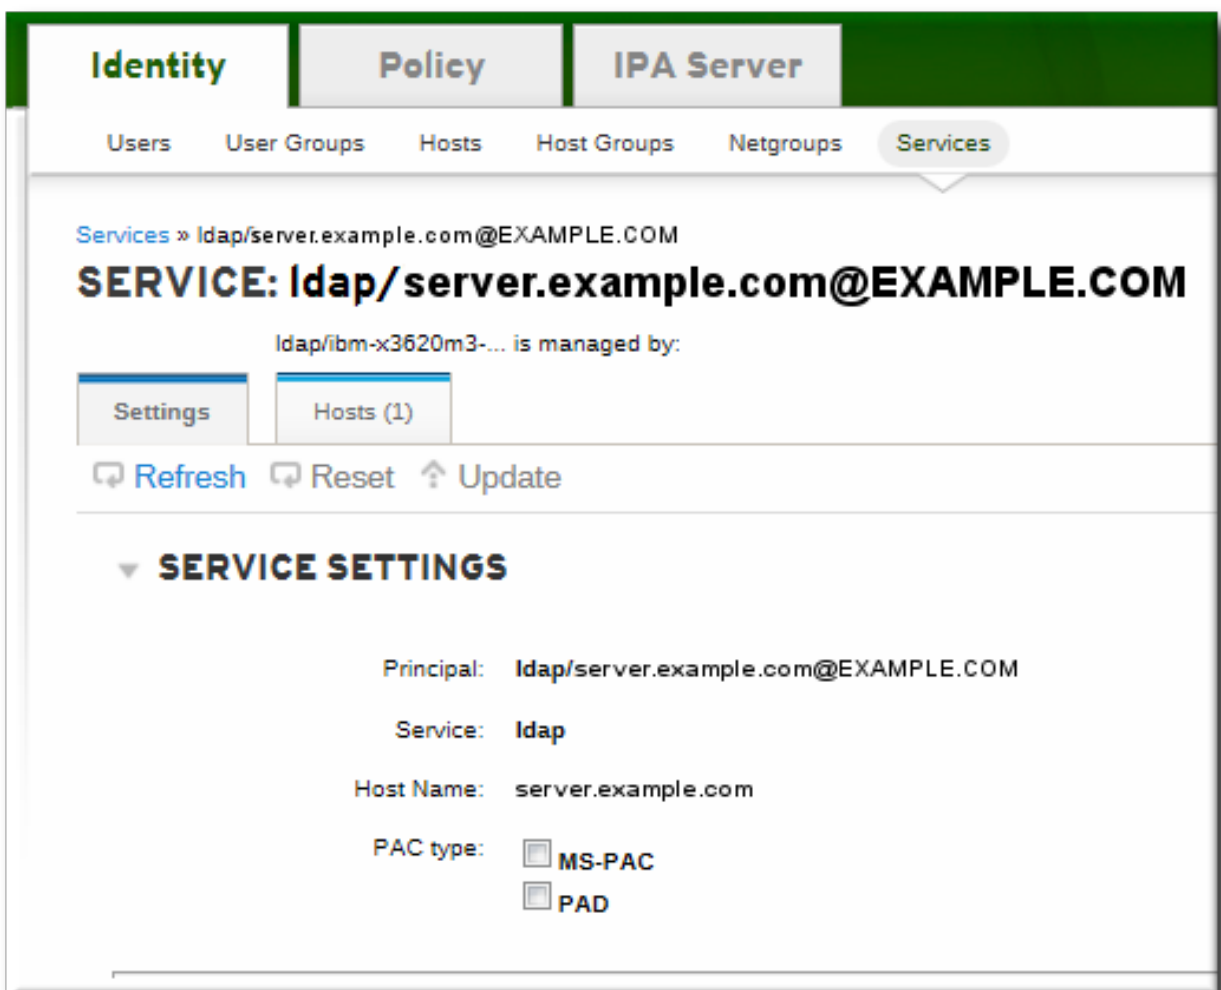 Identity Policy IPA Server
Users User Groups Hosts Host Groups Netgroups Services
Services » ldap/server.example.com@EXAMPLE.COM
SERVICE: ldap/server.example.com@EXAMPLE.COM
ldap/ibm-x3620m3-... is managed by:
Settings Hosts (1)
Refresh Reset Update
SERVICE SETTINGS
Principal: ldap/server.example.com@EXAMPLE.COM
Service: ldap
Host Name: server.example.com
PAC type: MS-PAC
PAD